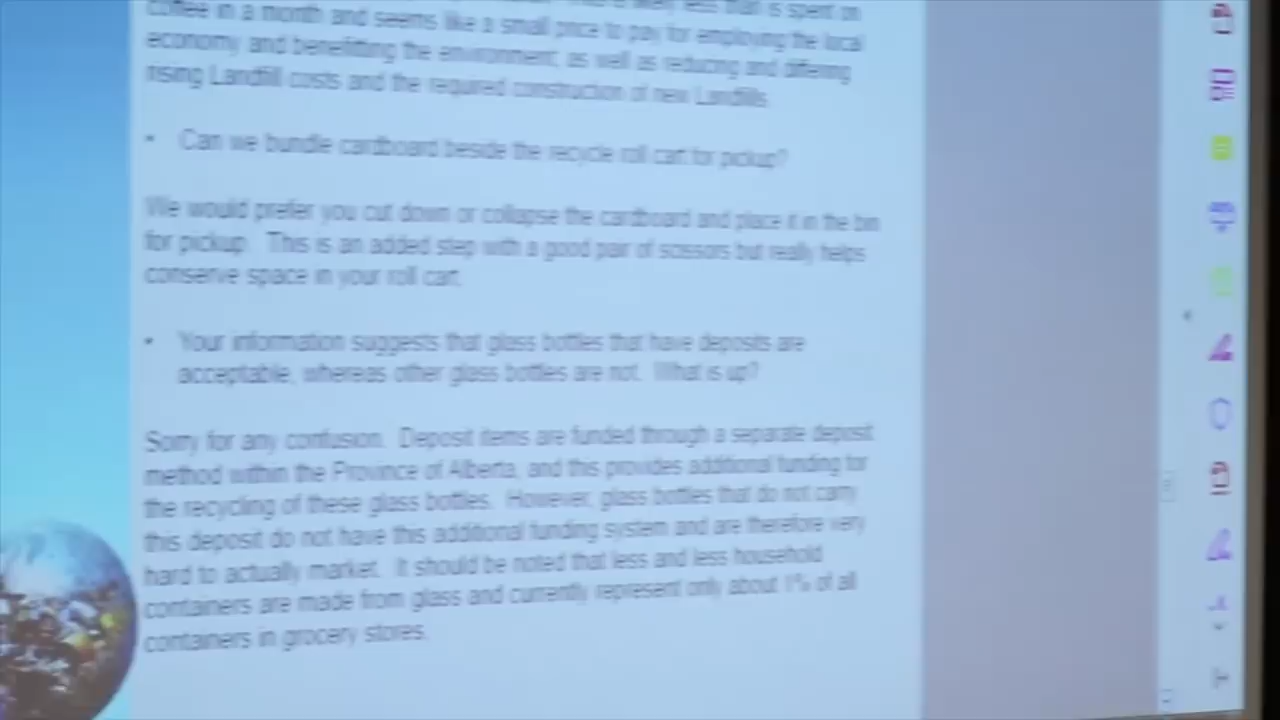 likely less than is spent on
coffee in a month and seems like a small price to pay for employing the local
economy and benefitting the environment, as well as reducing and differing
rising Landfill costs and the required construction of new Landfills.
• Can we bundle cardboard beside the recycle roll cart for pickup?
We would prefer you cut down or collapse the cardboard and place it in the bin
for pickup. This is an added step with a good pair of scissors but really helps
conserve space in your roll cart.
• Your information suggests that glass bottles that have deposits are
acceptable, whereas other glass bottles are not. What is up?
Sorry for any confusion. Deposit items are funded through a separate deposit
method within the Province of Alberta, and this provides additional funding for
the recycling of these glass bottles. However, glass bottles that do not carry
this deposit do not have this additional funding system and are therefore very
hard to actually market. It should be noted that less and less household
containers are made from glass and currently represent only about 1% of all
containers in grocery stores.